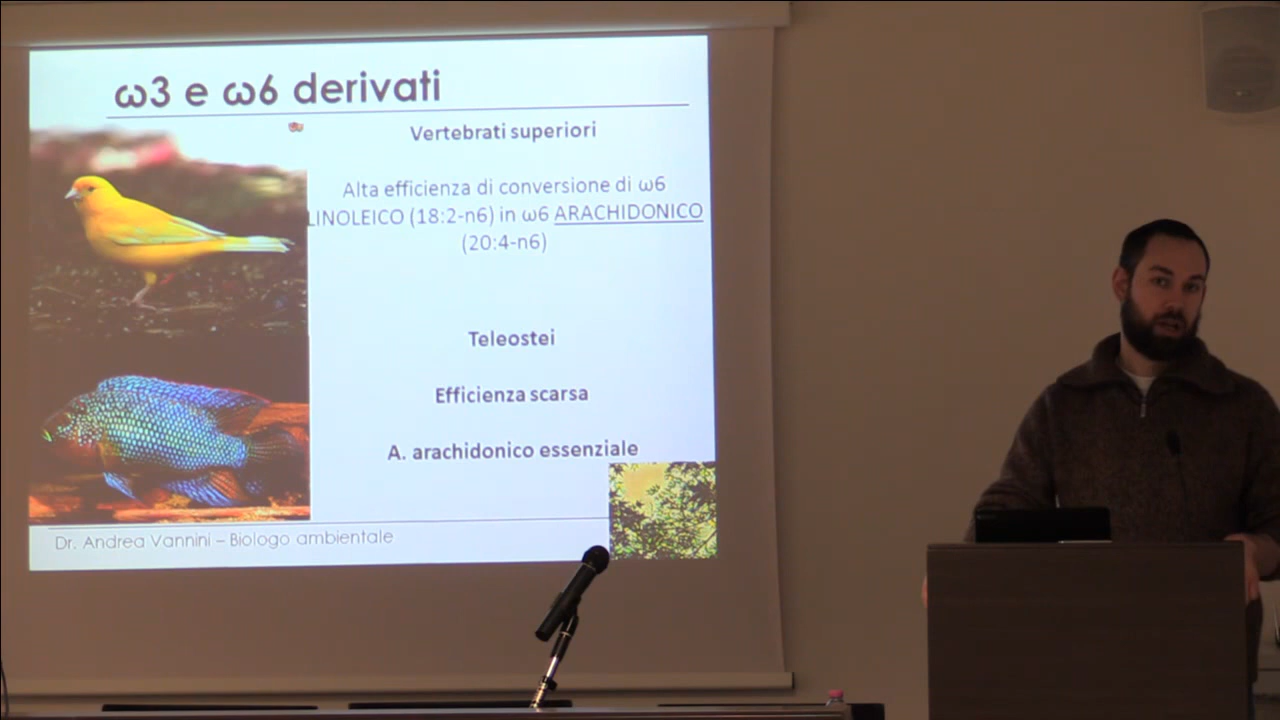 ω3 e ω6 derivati
Vertebrati superiori
Alta efficienza di conversione di ω6
LINOLEICO (18:2-n6) in ω6 ARACHIDONICO
(20:4-n6)
Teleostei
Efficienza scarsa
A. arachidonico essenziale
Dr. Andrea Vannini – Biologo ambientale